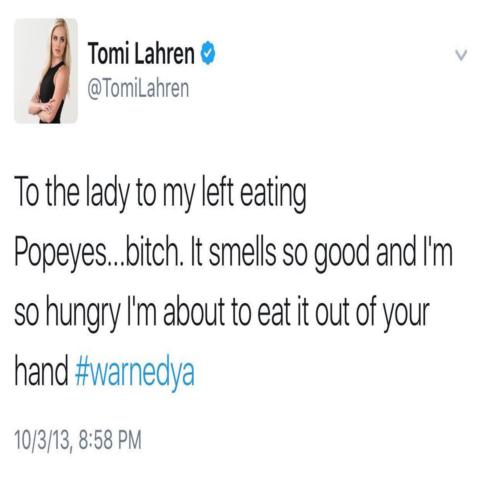 Tomi Lahren
@TomiLahren
To the lady to my left eating
Popeyes...bitch. It smells so good and I'm
so hungry I'm about to eat it out of your
hand #warnedya
10/3/13, 8:58 PM